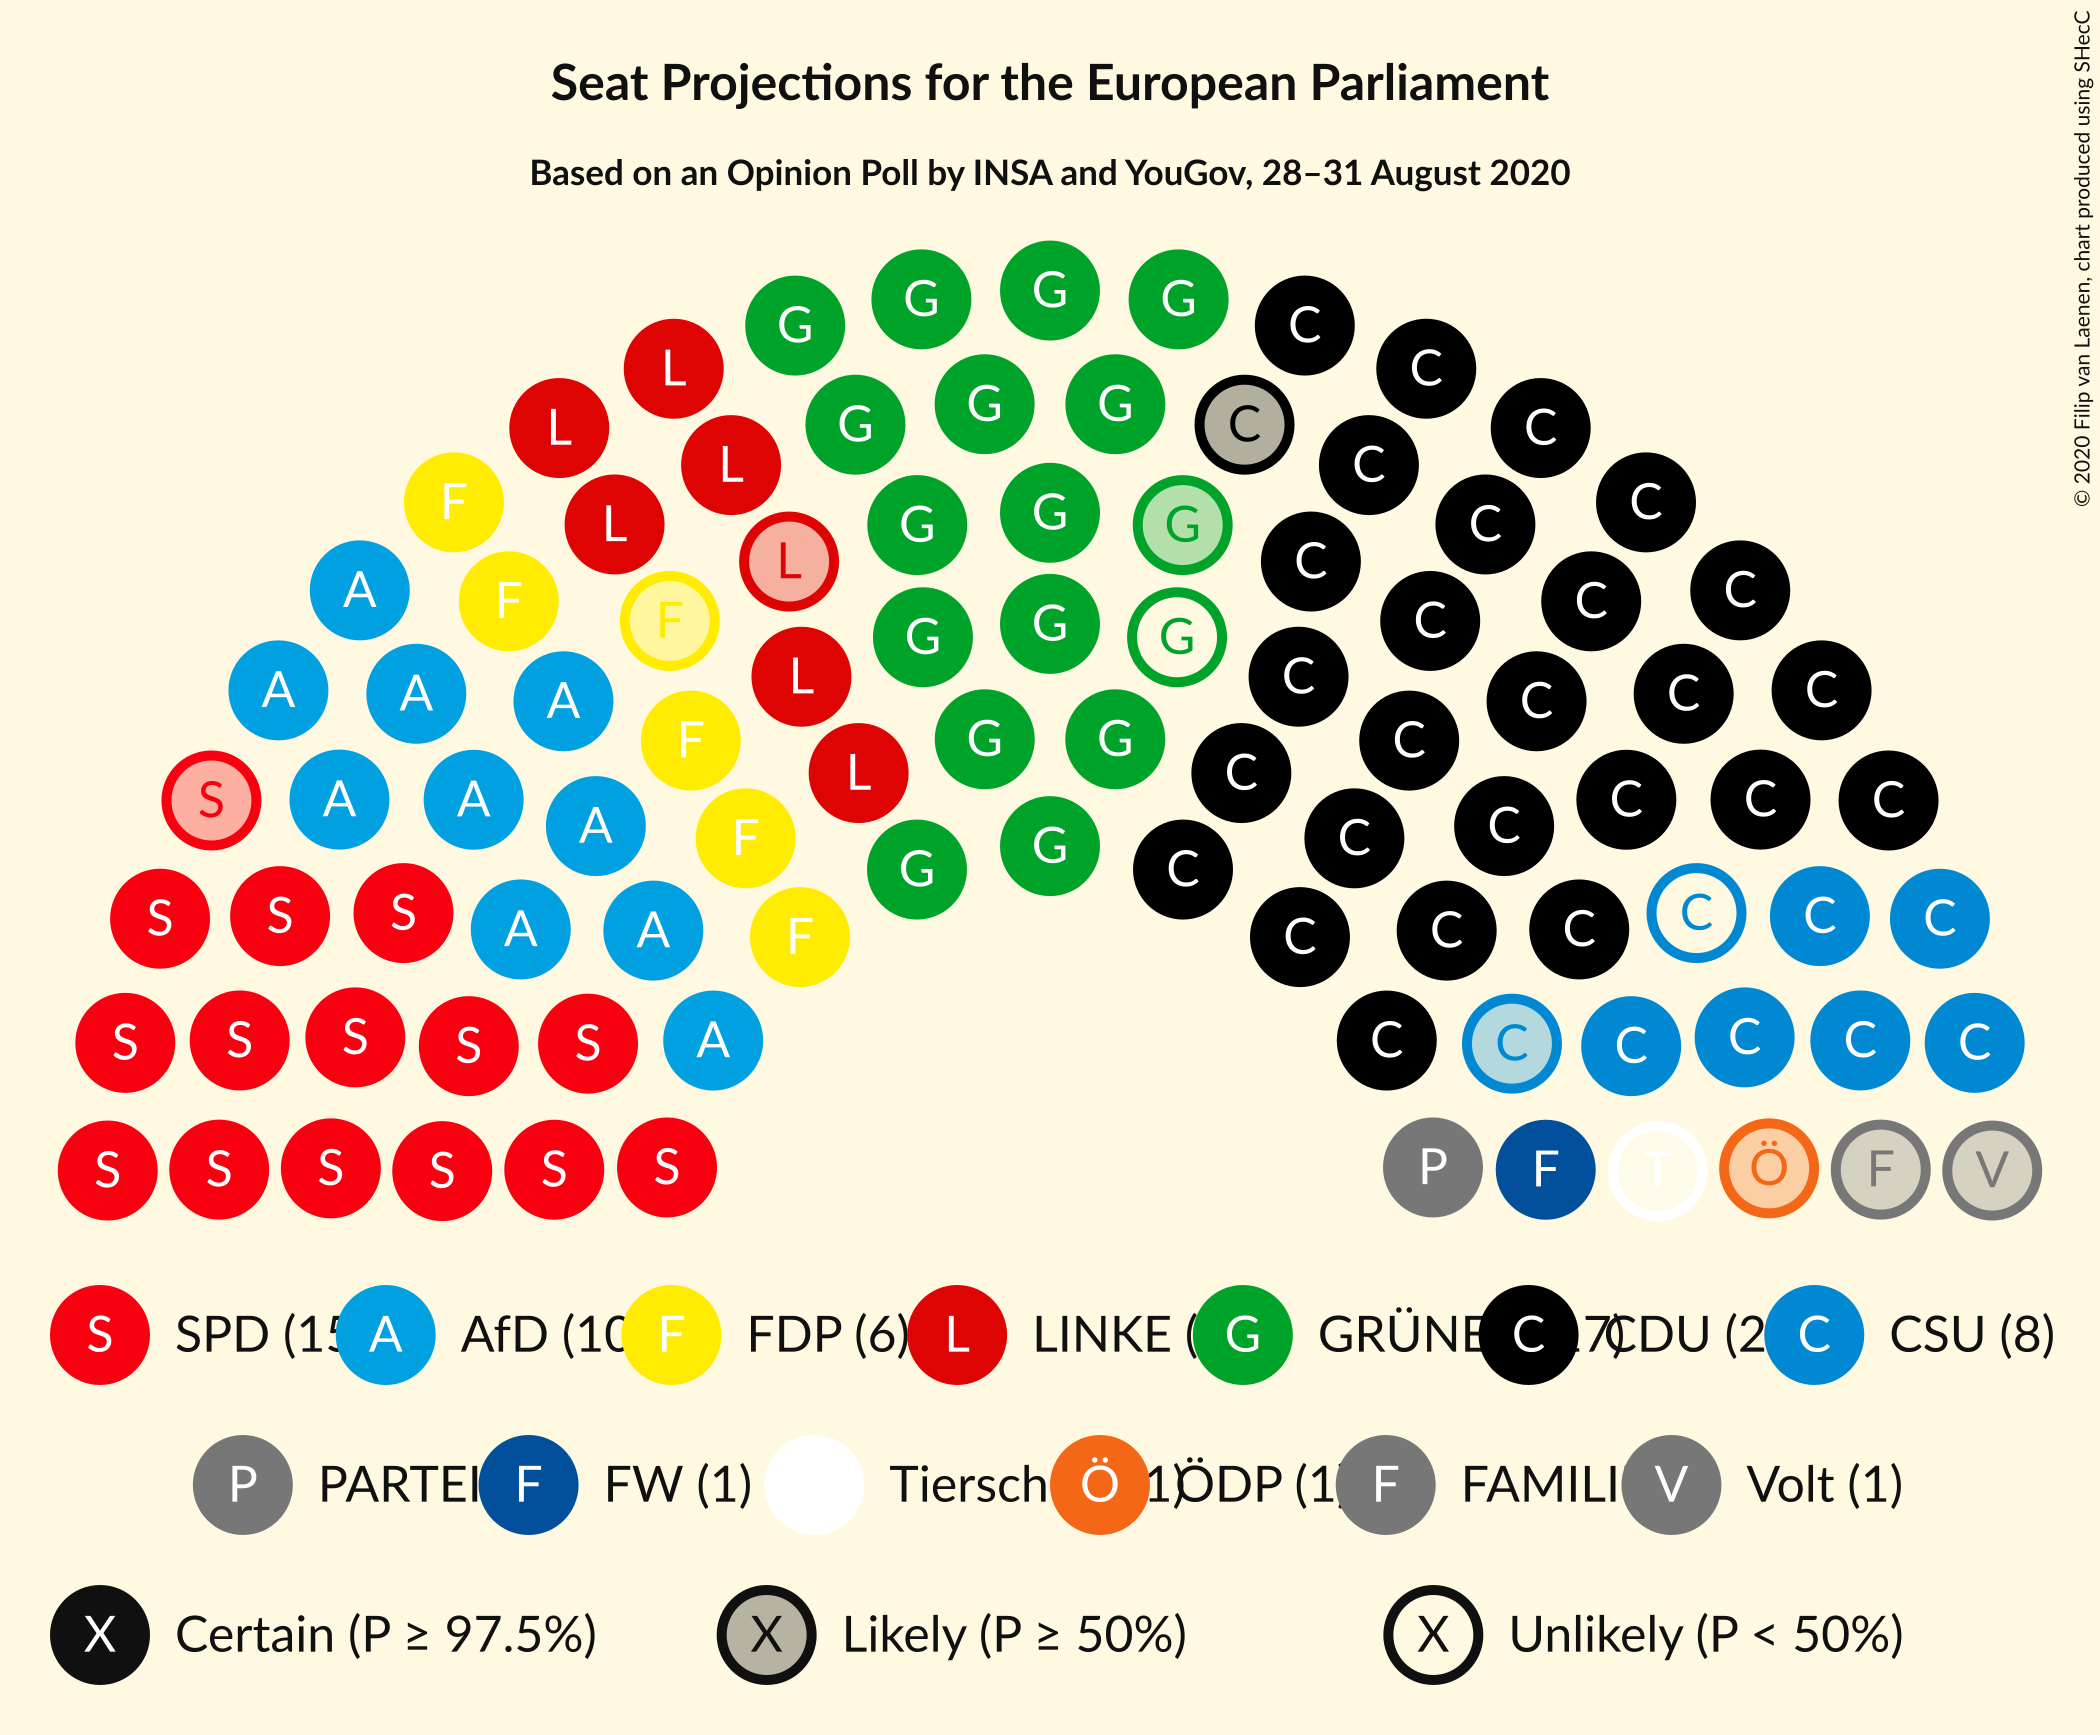 Seat Projections for the European Parliament
Based on an Opinion Poll by INSA and YouGov, 28–31 August 2020
© 2020 Filip van Laenen, chart produced using SHecC
G G G G
L C
L G G G C C
L C C
F L G G G C C
F L C C
A F L G G G C C C
A A A F L G G C C C C
S A A A F L G G C C C C C C
S S S A A F G G C C C C C C C
S S S S S A C C C C C C
S S S S S S P F T Ö F V
S SPD (15 A AfD (10 F FDP (6) L LINKE ( G GRÜNE C 7) CDU (2 C CSU (8)
P PARTEI F FW (1) Tiersch Ö 1) ÖDP (1 F FAMILI V Volt (1)
X Certain (P ≥ 97.5%) X Likely (P ≥ 50%) X Unlikely (P < 50%)